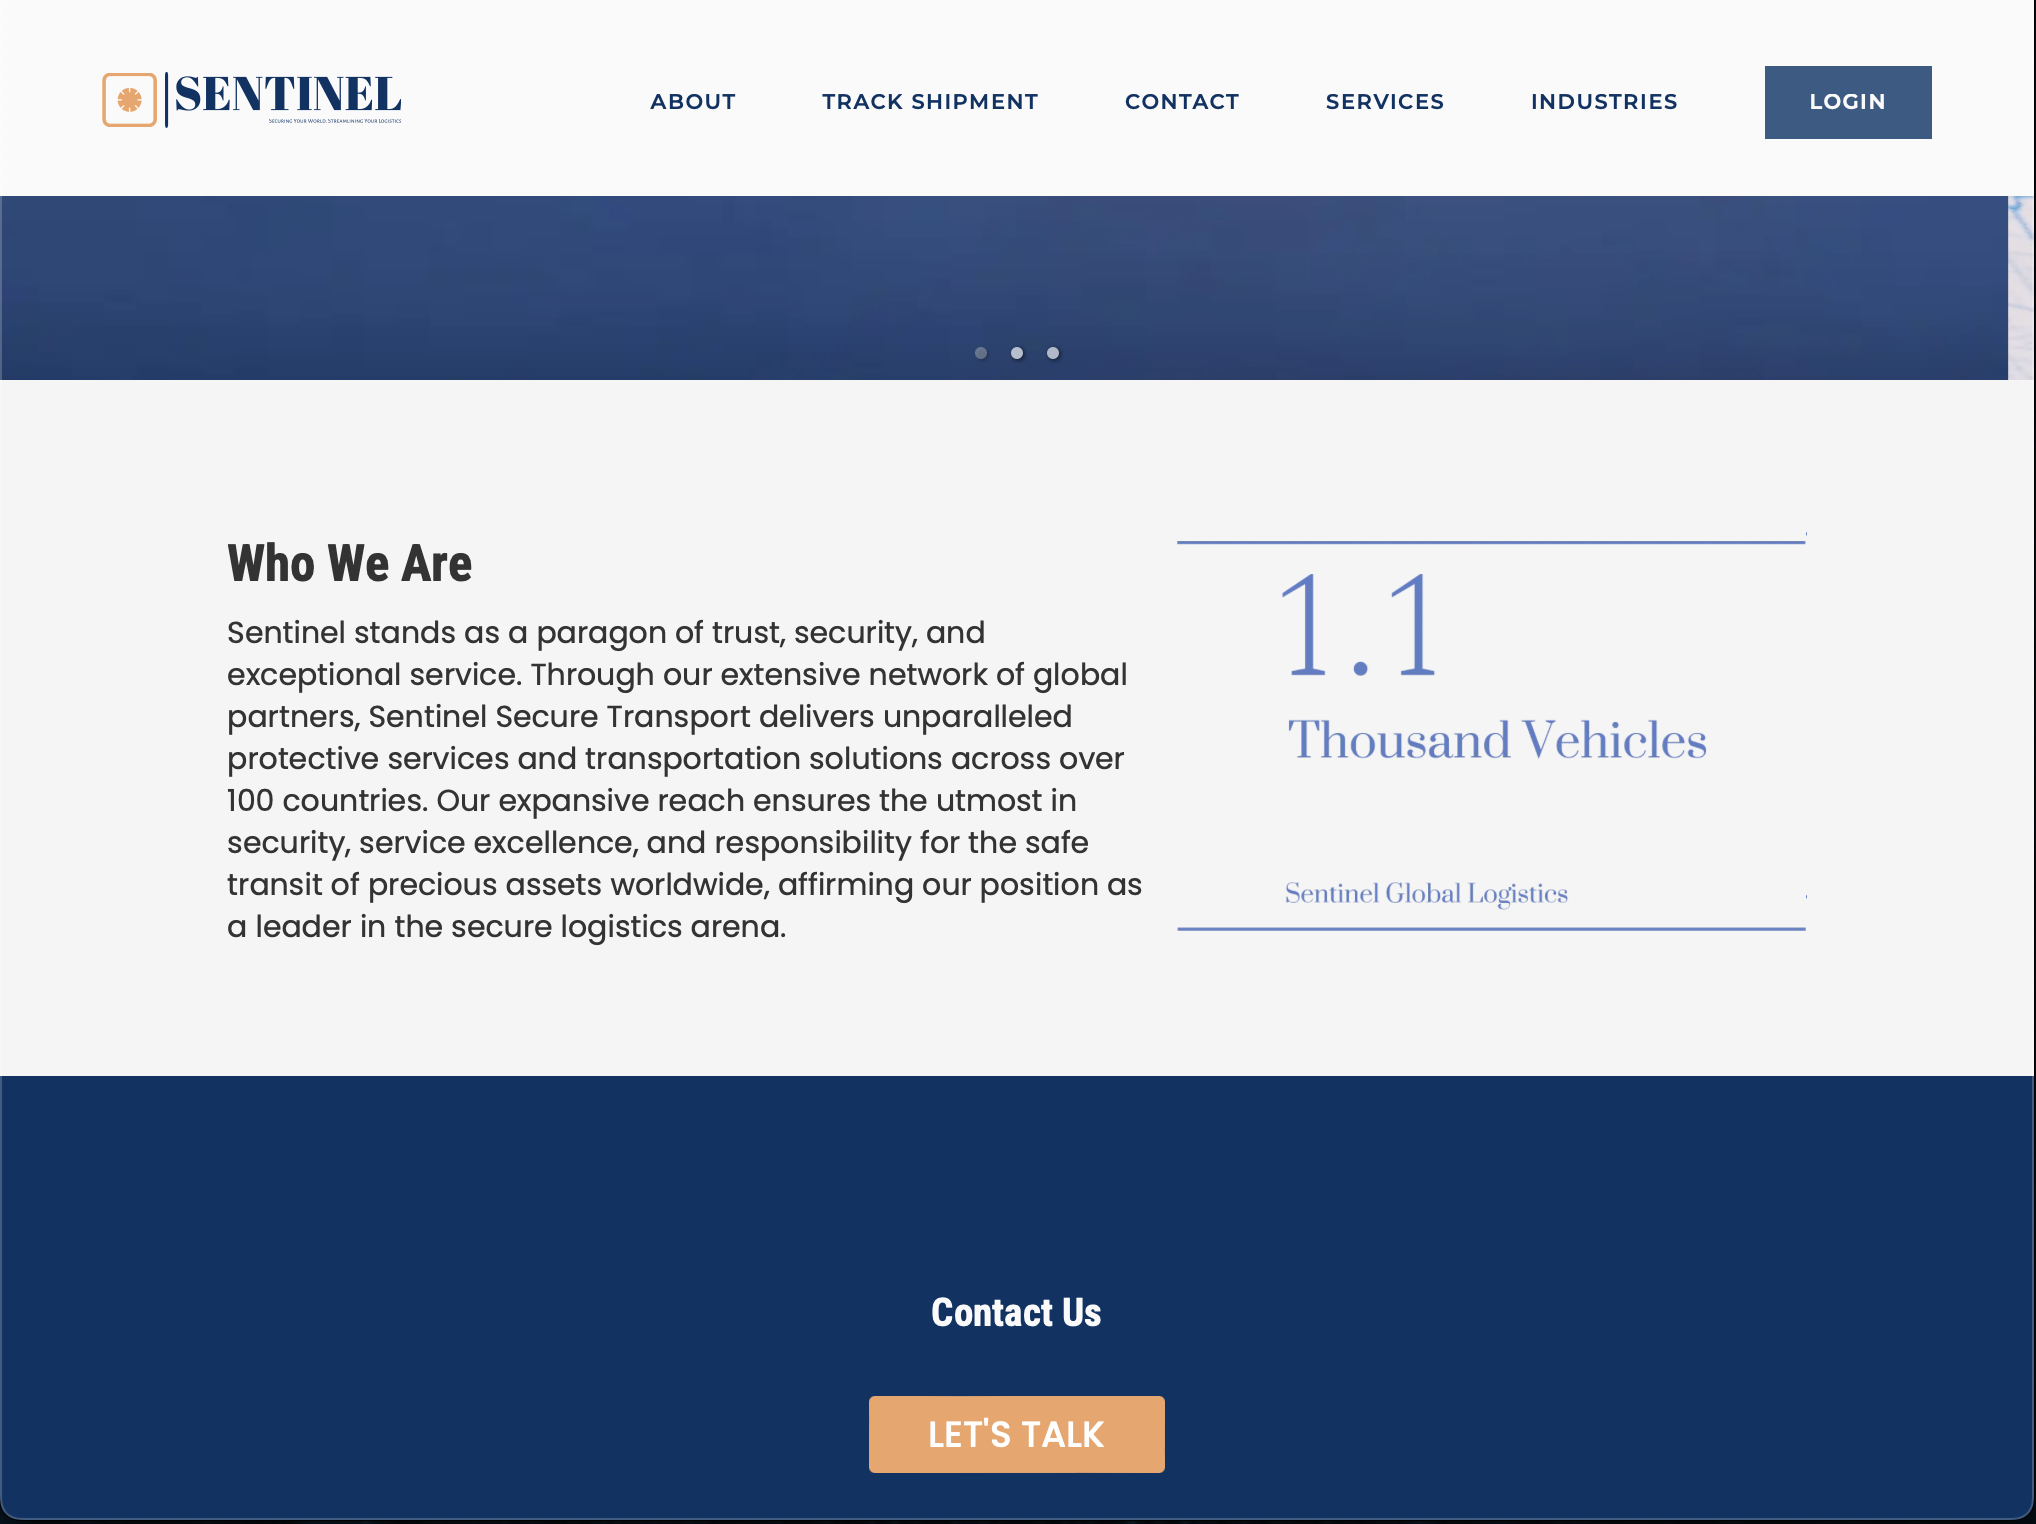 SENTINEL
SECURING YOUR WORLD, STREAMLINING YOUR LOGISTICS
ABOUT
TRACK SHIPMENT
CONTACT
SERVICES
INDUSTRIES
LOGIN
Who We Are
Sentinel stands as a paragon of trust, security, and
exceptional service. Through our extensive network of global
partners, Sentinel Secure Transport delivers unparalleled
protective services and transportation solutions across over
100 countries. Our expansive reach ensures the utmost in
security, service excellence, and responsibility for the safe
transit of precious assets worldwide, affirming our position as
a leader in the secure logistics arena.
1.1
Thousand Vehicles
Sentinel Global Logistics
Contact Us
LET'S TALK